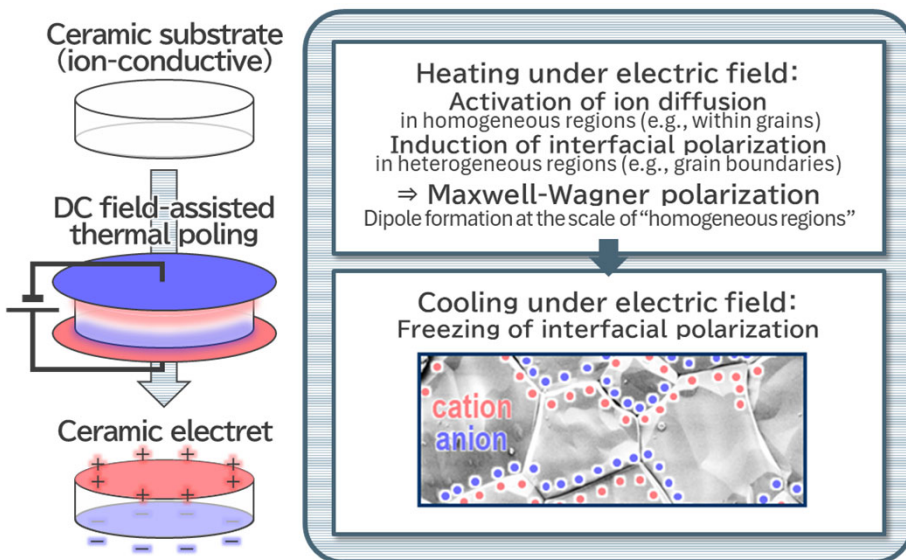 Ceramic substrate
(ion-conductive)
DC field-assisted
thermal poling
Ceramic electret
+ + + +
+ + + +
− − − −
− − − −
Heating under electric field:
Activation of ion diffusion
in homogeneous regions (e.g., within grains)
Induction of interfacial polarization
in heterogeneous regions (e.g., grain boundaries)
⇒ Maxwell-Wagner polarization
Dipole formation at the scale of “homogeneous regions”
Cooling under electric field:
Freezing of interfacial polarization
cation
anion